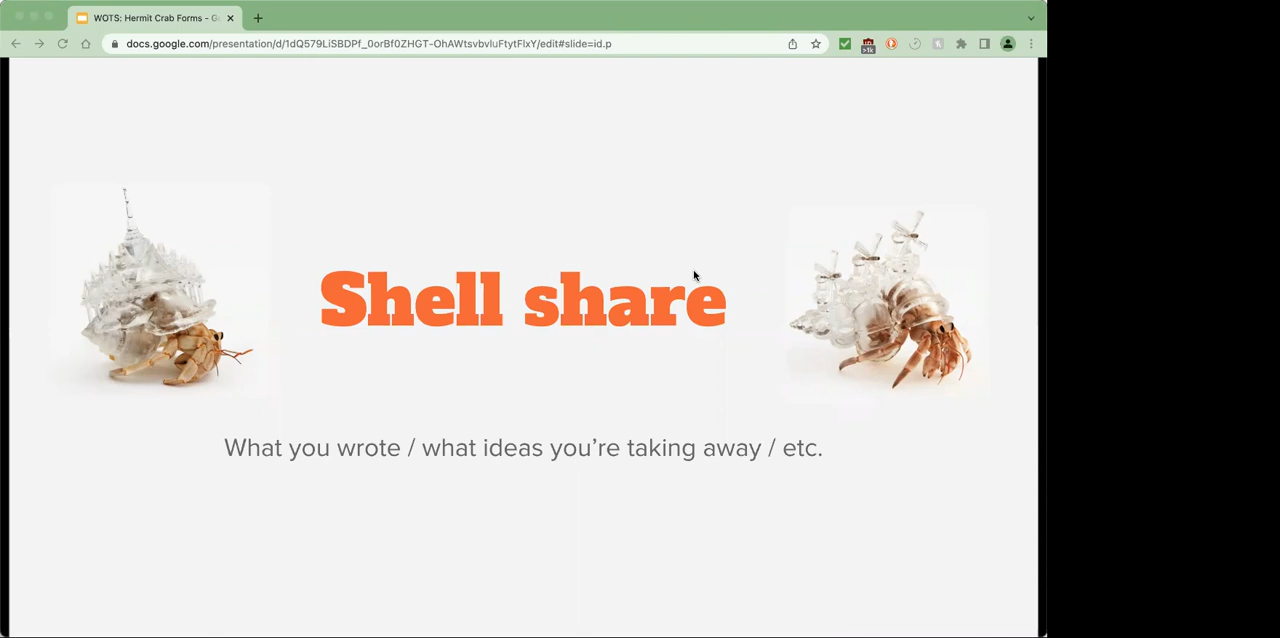 WOTS: Hermit Crab Forms - G
docs.google.com/presentation/d/1dQ579LiSBDPf_0orBf0ZHGT-OhAWtsvbvluFtytFlxY/edit#slide=id.p
>1k
Shell share
What you wrote / what ideas you’re taking away / etc.